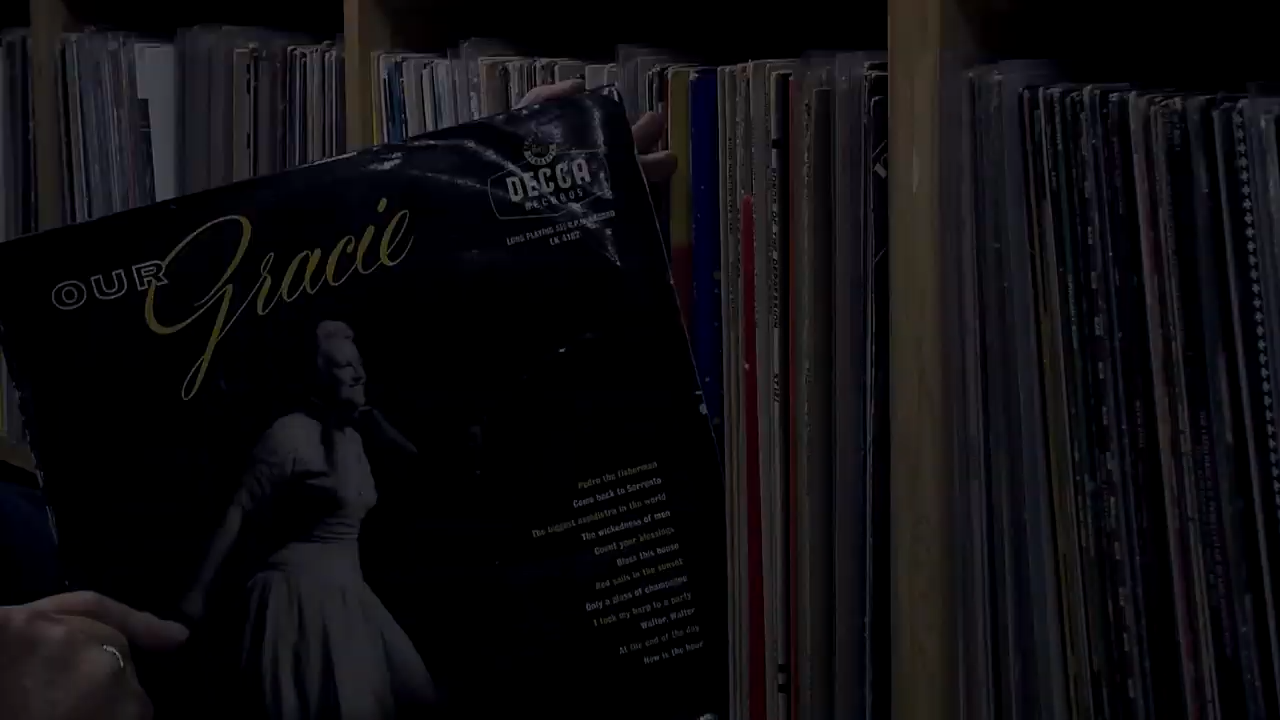 OUR Gracie
DECCA
RECORDS
LONG PLAYING 33⅓ R.P.M. RECORD
LK 4182
Pedro the fisherman
Come back to Sorrento
The biggest aspidistra in the world
The wickedness of men
Count your blessings
Bless this house
Red sails in the sunset
Only a glass of champagne
I took my harp to a party
Walter, Walter
At the end of the day
Now is the hour